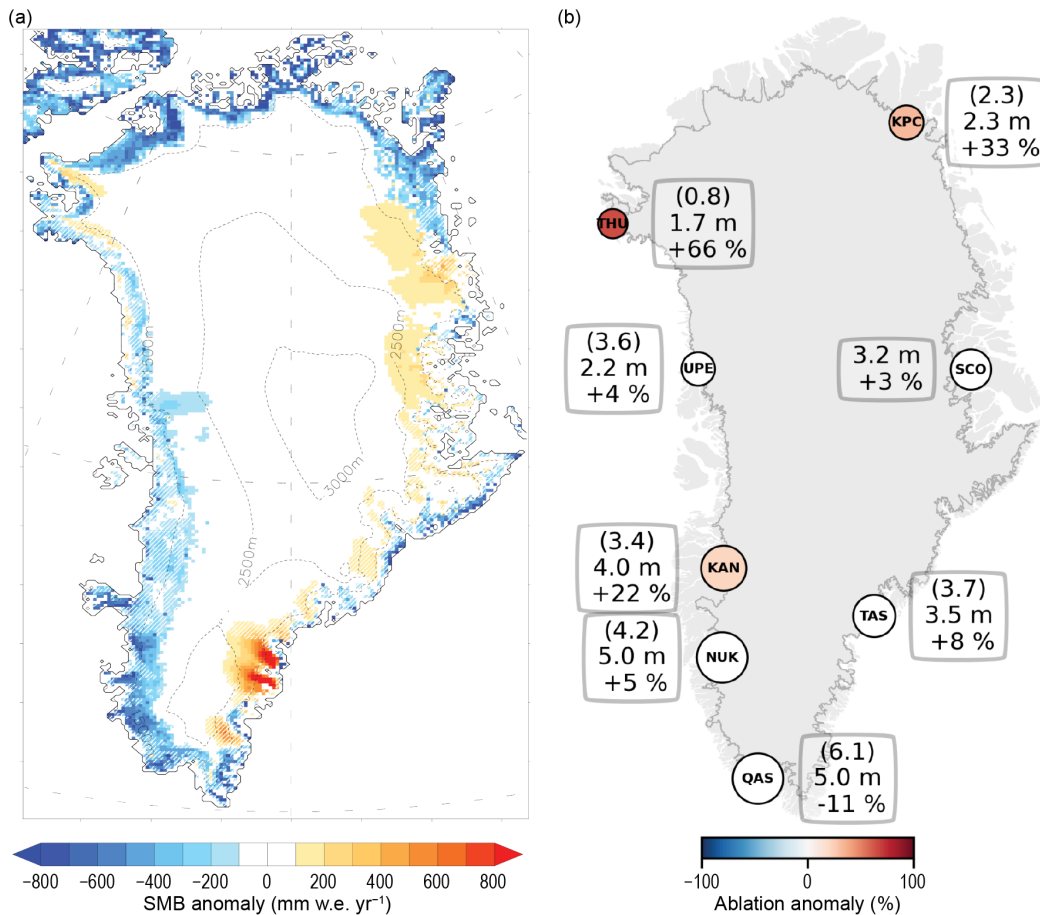 (a)
2500m
3000m
2500m
−800 −600 −400 −200 0 200 400 600 800
SMB anomaly (mm w.e. yr⁻¹)
(b)
KPC
(2.3)
2.3 m
+33 %
THU
(0.8)
1.7 m
+66 %
UPE
(3.6)
2.2 m
+4 %
SCO
3.2 m
+3 %
KAN
(3.4)
4.0 m
+22 %
NUK
(4.2)
5.0 m
+5 %
TAS
(3.7)
3.5 m
+8 %
QAS
(6.1)
5.0 m
-11 %
−100 0 100
Ablation anomaly (%)